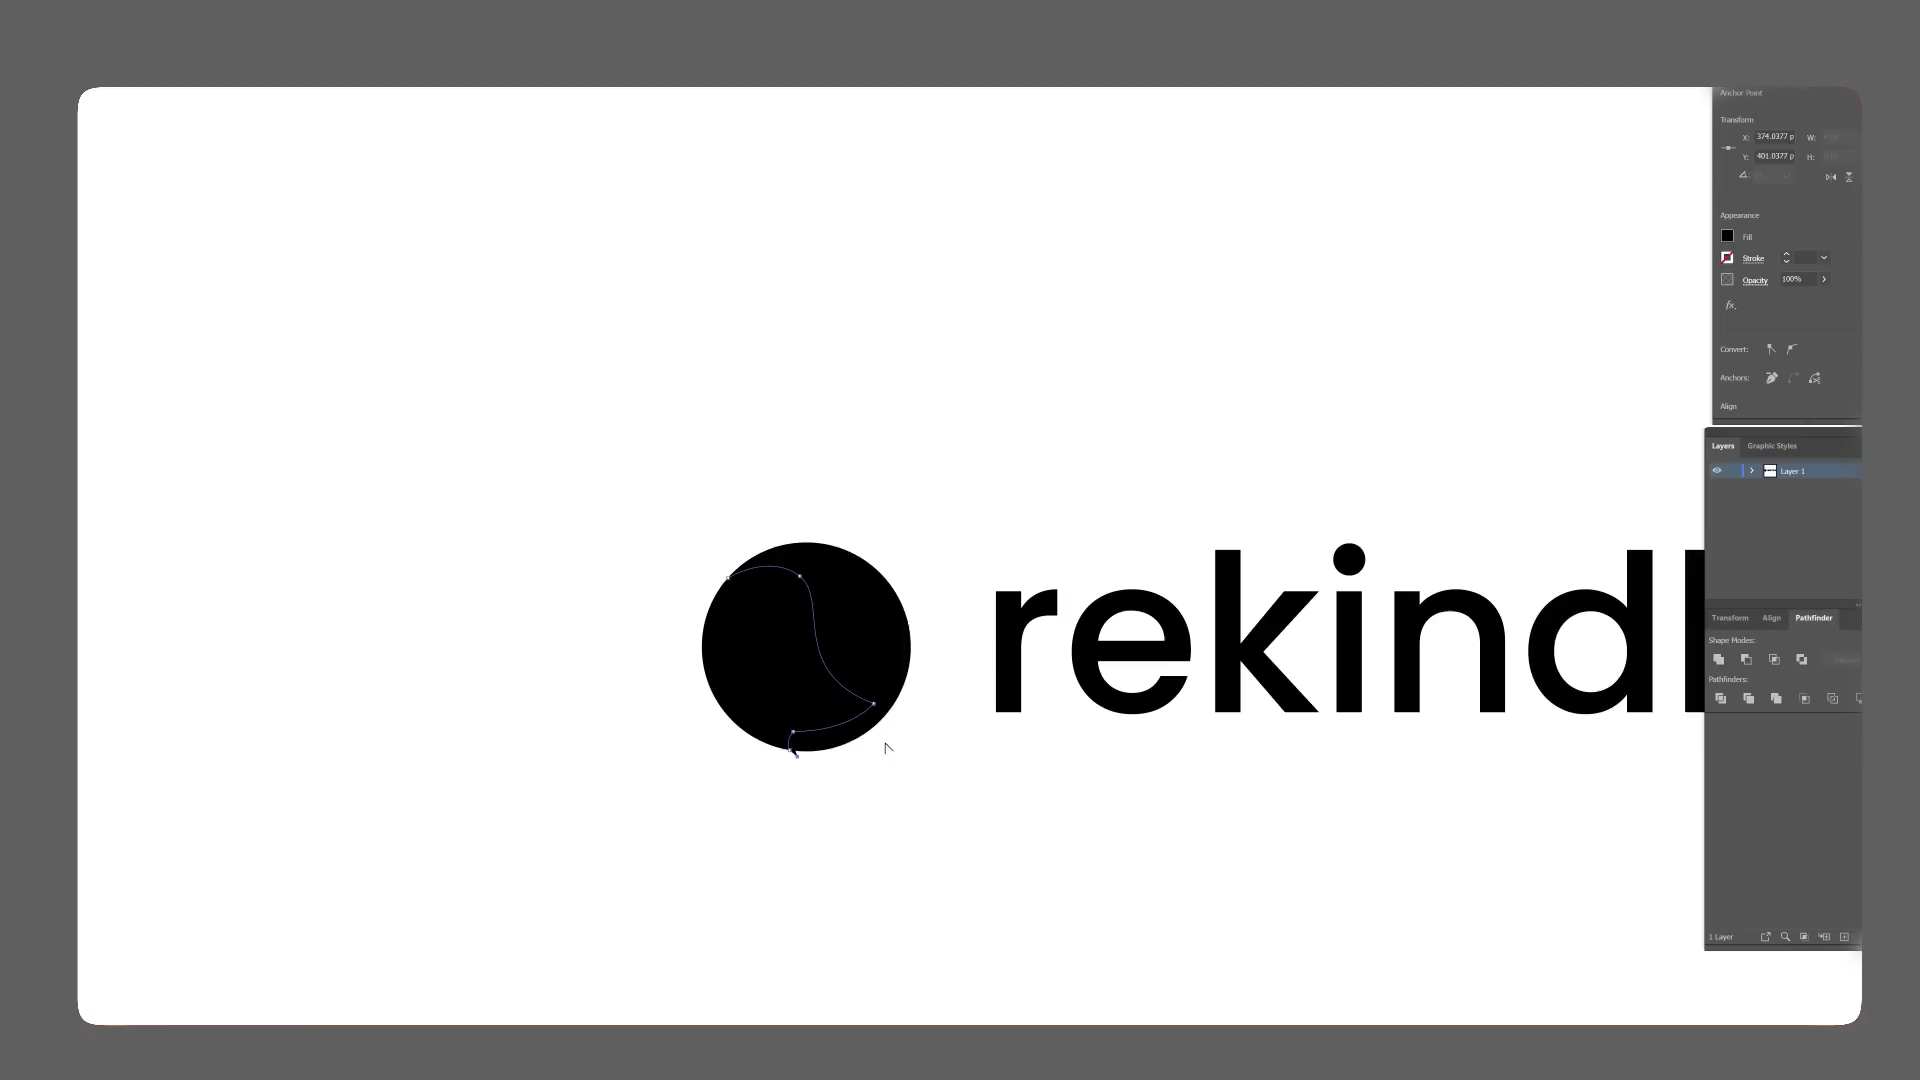 Anchor Point
Transform
X: 374.0377 p W:
Y: 401.0377 p H:
Appearance
Fill
Stroke
Opacity 100%
fx.
Convert:
Anchors:
Align
Layers Graphic Styles
Layer 1
rekindl
Transform Align Pathfinder
Shape Modes:
Pathfinders:
1 Layer